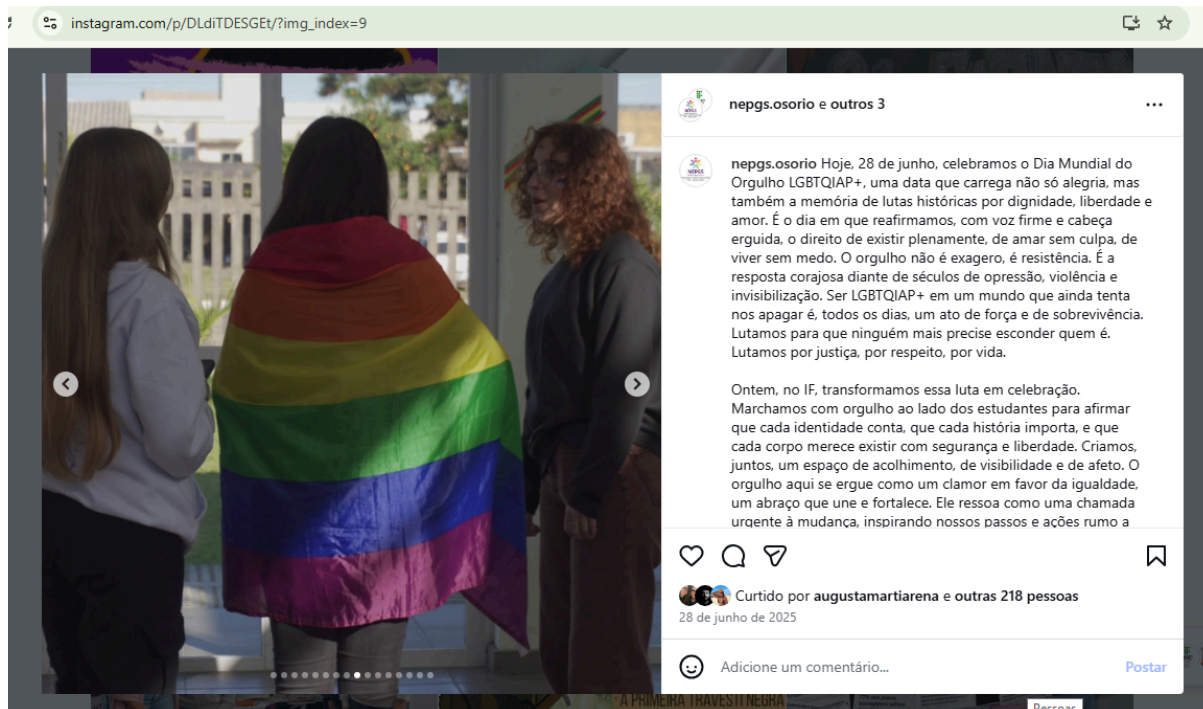 instagram.com/p/DLdiTDESGEt/?img_index=9
nepgs.osorio e outros 3
nepgs.osorio Hoje, 28 de junho, celebramos o Dia Mundial do
Orgulho LGBTQIAP+, uma data que carrega não só alegria, mas
também a memória de lutas históricas por dignidade, liberdade e
amor. É o dia em que reafirmamos, com voz firme e cabeça
erguida, o direito de existir plenamente, de amar sem culpa, de
viver sem medo. O orgulho não é exagero, é resistência. É a
resposta corajosa diante de séculos de opressão, violência e
invisibilização. Ser LGBTQIAP+ em um mundo que ainda tenta
nos apagar é, todos os dias, um ato de força e de sobrevivência.
Lutamos para que ninguém mais precise esconder quem é.
Lutamos por justiça, por respeito, por vida.
Ontem, no IF, transformamos essa luta em celebração.
Marchamos com orgulho ao lado dos estudantes para afirmar
que cada identidade conta, que cada história importa, e que
cada corpo merece existir com segurança e liberdade. Criamos,
juntos, um espaço de acolhimento, de visibilidade e de afeto. O
orgulho aqui se ergue como um clamor em favor da igualdade,
um abraço que une e fortalece. Ele ressoa como uma chamada
urgente à mudança, inspirando nossos passos e ações rumo a
Curtido por augustamartiarena e outras 218 pessoas
28 de junho de 2025
Adicione um comentário...
Postar
A PRIMEIRA TRAVESTI NEGRA
Pessoas